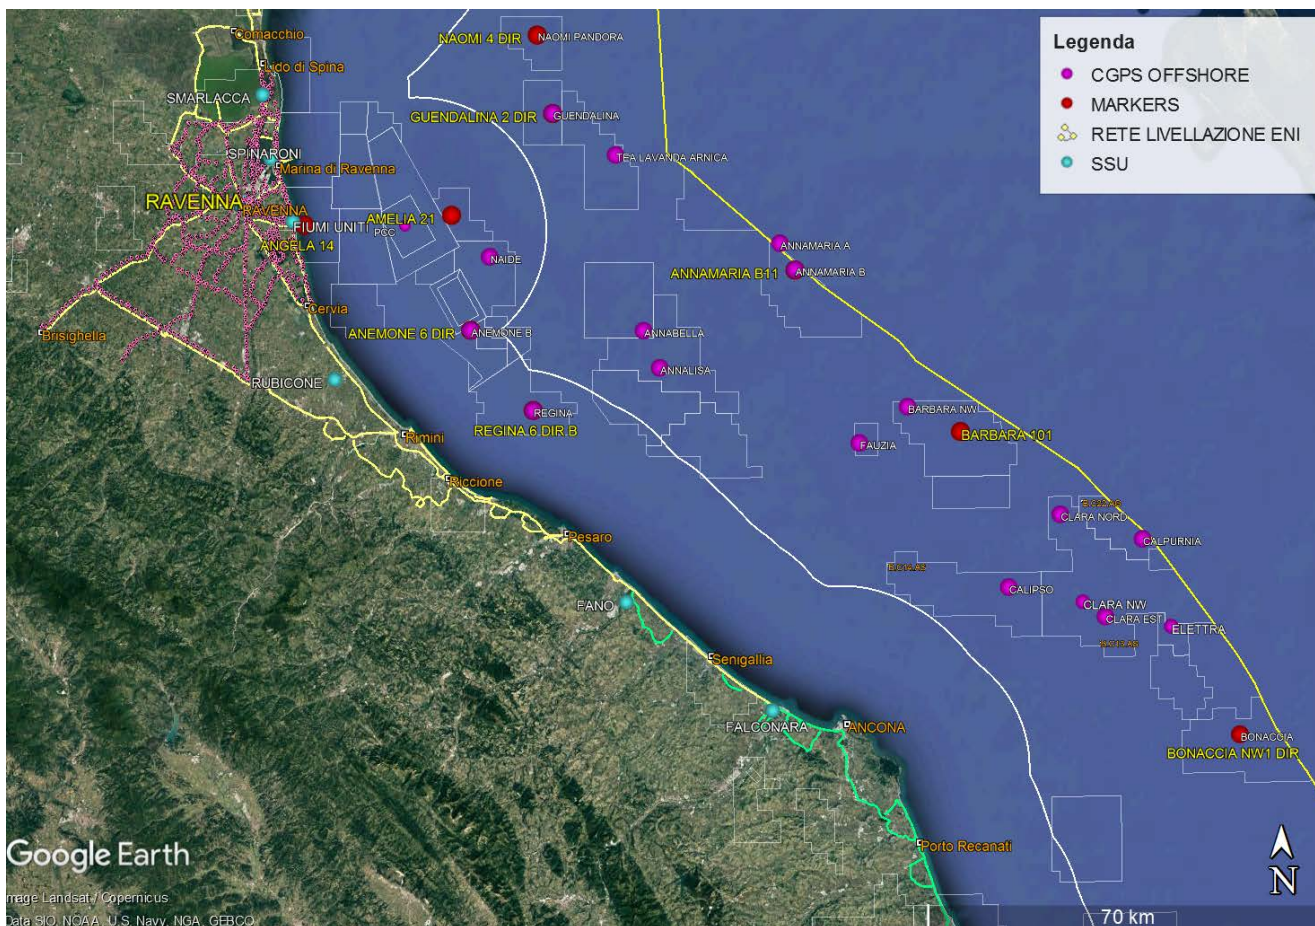 Comacchio
NAOMI 4 DIR
NAOMI PANDORA
Legenda
CGPS OFFSHORE
MARKERS
RETE LIVELLAZIONE ENI
SSU
Lido di Spina
SMARLACCA
GUENDALINA 2 DIR
GUENDALINA
SPINARONI
Marina di Ravenna
TEA LAVANDA ARNICA
RAVENNA
RAVENNA
FIUMI UNITI
AMELIA 21
PCC
ANGELA 14
NAIDE
ANNAMARIA A
ANNAMARIA B11
ANNAMARIA B
Cervia
Brisighella
ANEMONE 6 DIR
ANEMONE B
ANNABELLA
ANNALISA
RUBICONE
REGINA
REGINA 6 DIR B
BARBARA NW
BARBARA 101
FAUZIA
Rimini
Riccione
CLARA NORD
CALPURNIA
Pesaro
CALIPSO
FANO
CLARA NW
CLARA EST
ELETTRA
Senigallia
FALCONARA
ANCONA
BONACCIA
BONACCIA NW1 DIR
Porto Recanati
Google Earth
N
mage Landsat / Copernicus
Data SIO, NOAA, U.S. Navy, NGA, GEBCO
70 km